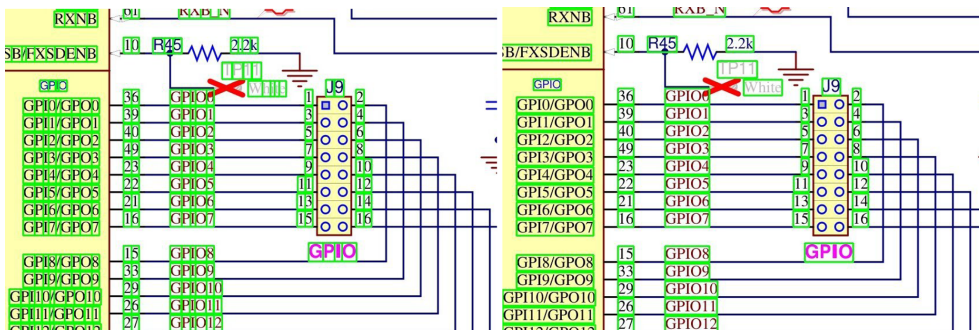 61 RXB_N
RXNB
10 R45 2.2k
SB/FXSDENB
TP11
GPIO White
J9
GPI0/GPO0 36 GPIO0 1 2
GPI1/GPO1 39 GPIO1 3 4
GPI2/GPO2 40 GPIO2 5 6
GPI3/GPO3 49 GPIO3 7 8
GPI4/GPO4 23 GPIO4 9 10
GPI5/GPO5 22 GPIO5 11 12
GPI6/GPO6 21 GPIO6 13 14
GPI7/GPO7 16 GPIO7 15 16
GPIO
GPI8/GPO8 15 GPIO8
GPI9/GPO9 33 GPIO9
GPI10/GPO10 29 GPIO10
GPI11/GPO11 26 GPIO11
GPI12/GPO12 27 GPIO12
61 RXB_N
RXNB
10 R45 2.2k
SB/FXSDENB
TP11
GPIO White
J9
GPI0/GPO0 36 GPIO0 1 2
GPI1/GPO1 39 GPIO1 3 4
GPI2/GPO2 40 GPIO2 5 6
GPI3/GPO3 49 GPIO3 7 8
GPI4/GPO4 23 GPIO4 9 10
GPI5/GPO5 22 GPIO5 11 12
GPI6/GPO6 21 GPIO6 13 14
GPI7/GPO7 16 GPIO7 15 16
GPIO
GPI8/GPO8 15 GPIO8
GPI9/GPO9 33 GPIO9
GPI10/GPO10 29 GPIO10
GPI11/GPO11 26 GPIO11
GPI12/GPO12 27 GPIO12